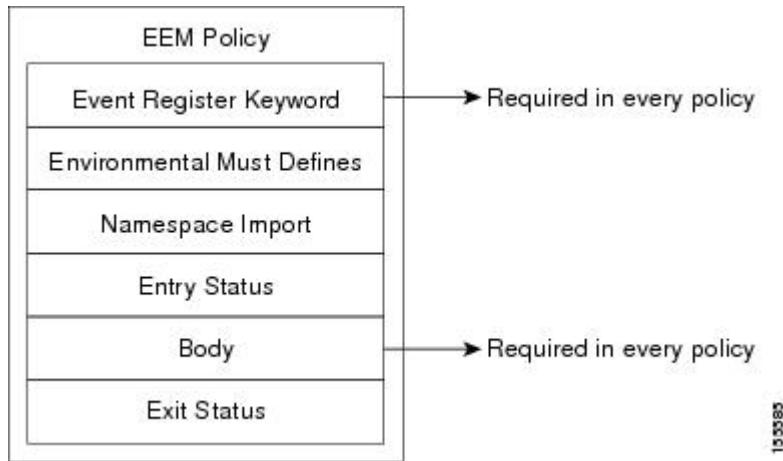 EEM Policy
Event Register Keyword
Required in every policy
Environmental Must Defines
Namespace Import
Entry Status
Body
Required in every policy
Exit Status
155585